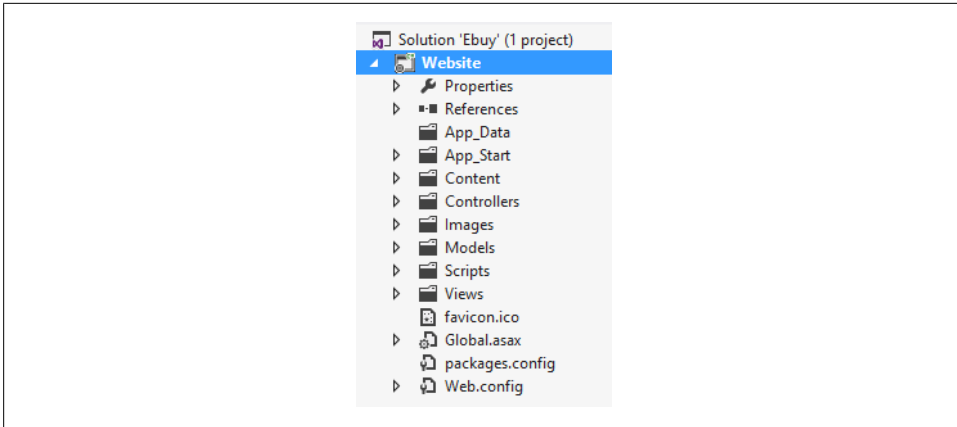 Solution 'Ebuy' (1 project)
Website
Properties
References
App_Data
App_Start
Content
Controllers
Images
Models
Scripts
Views
favicon.ico
Global.asax
packages.config
Web.config